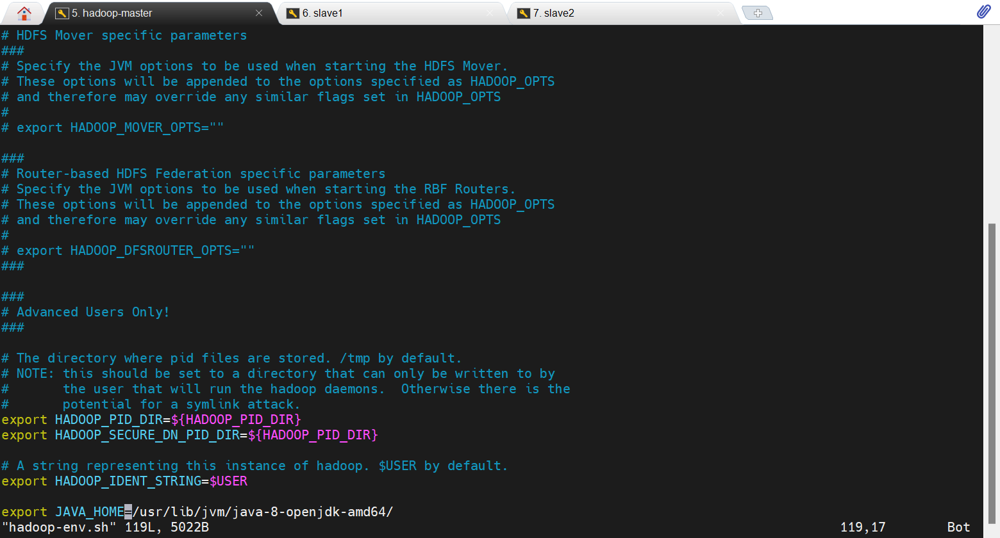 5. hadoop-master
6. slave1
7. slave2
# HDFS Mover specific parameters
###
# Specify the JVM options to be used when starting the HDFS Mover.
# These options will be appended to the options specified as HADOOP_OPTS
# and therefore may override any similar flags set in HADOOP_OPTS
#
# export HADOOP_MOVER_OPTS=""
###
# Router-based HDFS Federation specific parameters
# Specify the JVM options to be used when starting the RBF Routers.
# These options will be appended to the options specified as HADOOP_OPTS
# and therefore may override any similar flags set in HADOOP_OPTS
#
# export HADOOP_DFSROUTER_OPTS=""
###
###
# Advanced Users Only!
###
# The directory where pid files are stored. /tmp by default.
# NOTE: this should be set to a directory that can only be written to by
#       the user that will run the hadoop daemons.  Otherwise there is the
#       potential for a symlink attack.
export HADOOP_PID_DIR=${HADOOP_PID_DIR}
export HADOOP_SECURE_DN_PID_DIR=${HADOOP_PID_DIR}
# A string representing this instance of hadoop. $USER by default.
export HADOOP_IDENT_STRING=$USER
export JAVA_HOME=/usr/lib/jvm/java-8-openjdk-amd64/
"hadoop-env.sh" 119L, 5022B 119,17 Bot